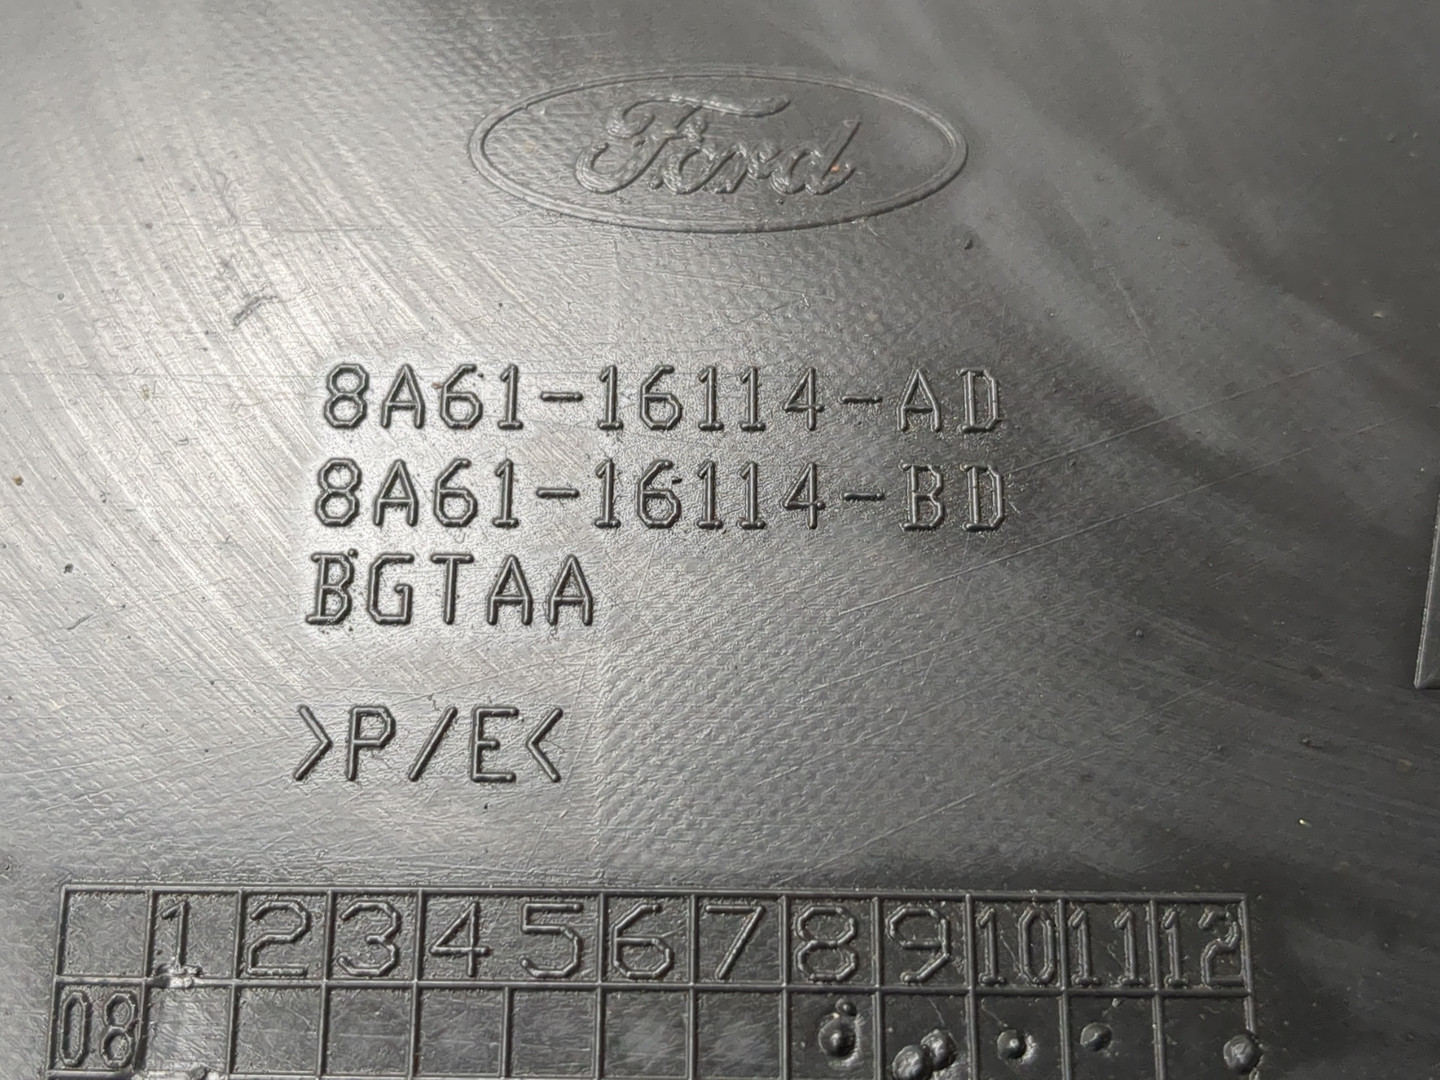 Ford
8A61-16114-AD
8A61-16114-BD
BGTAA
>P/E<
1 2 3 4 5 6 7 8 9 10 11 12
08